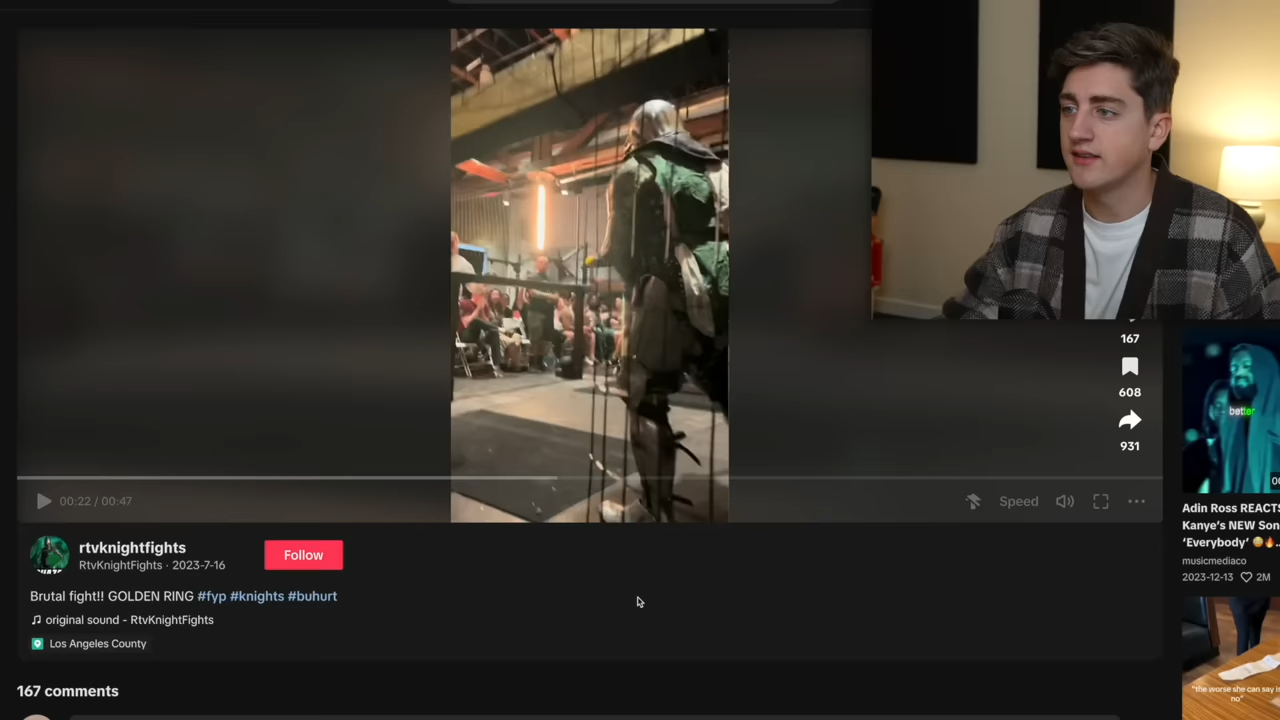 167
608
931
00:22 / 00:47
Speed
rtvknightfights
RtvKnightFights · 2023-7-16
Follow
Brutal fight!! GOLDEN RING #fyp #knights #buhurt
original sound - RtvKnightFights
Los Angeles County
167 comments
better
Adin Ross REACTS
Kanye's NEW Son
'Everybody' 😳🔥..
musicmediaco
2023-12-13 2M
"the worse she can say is
no"